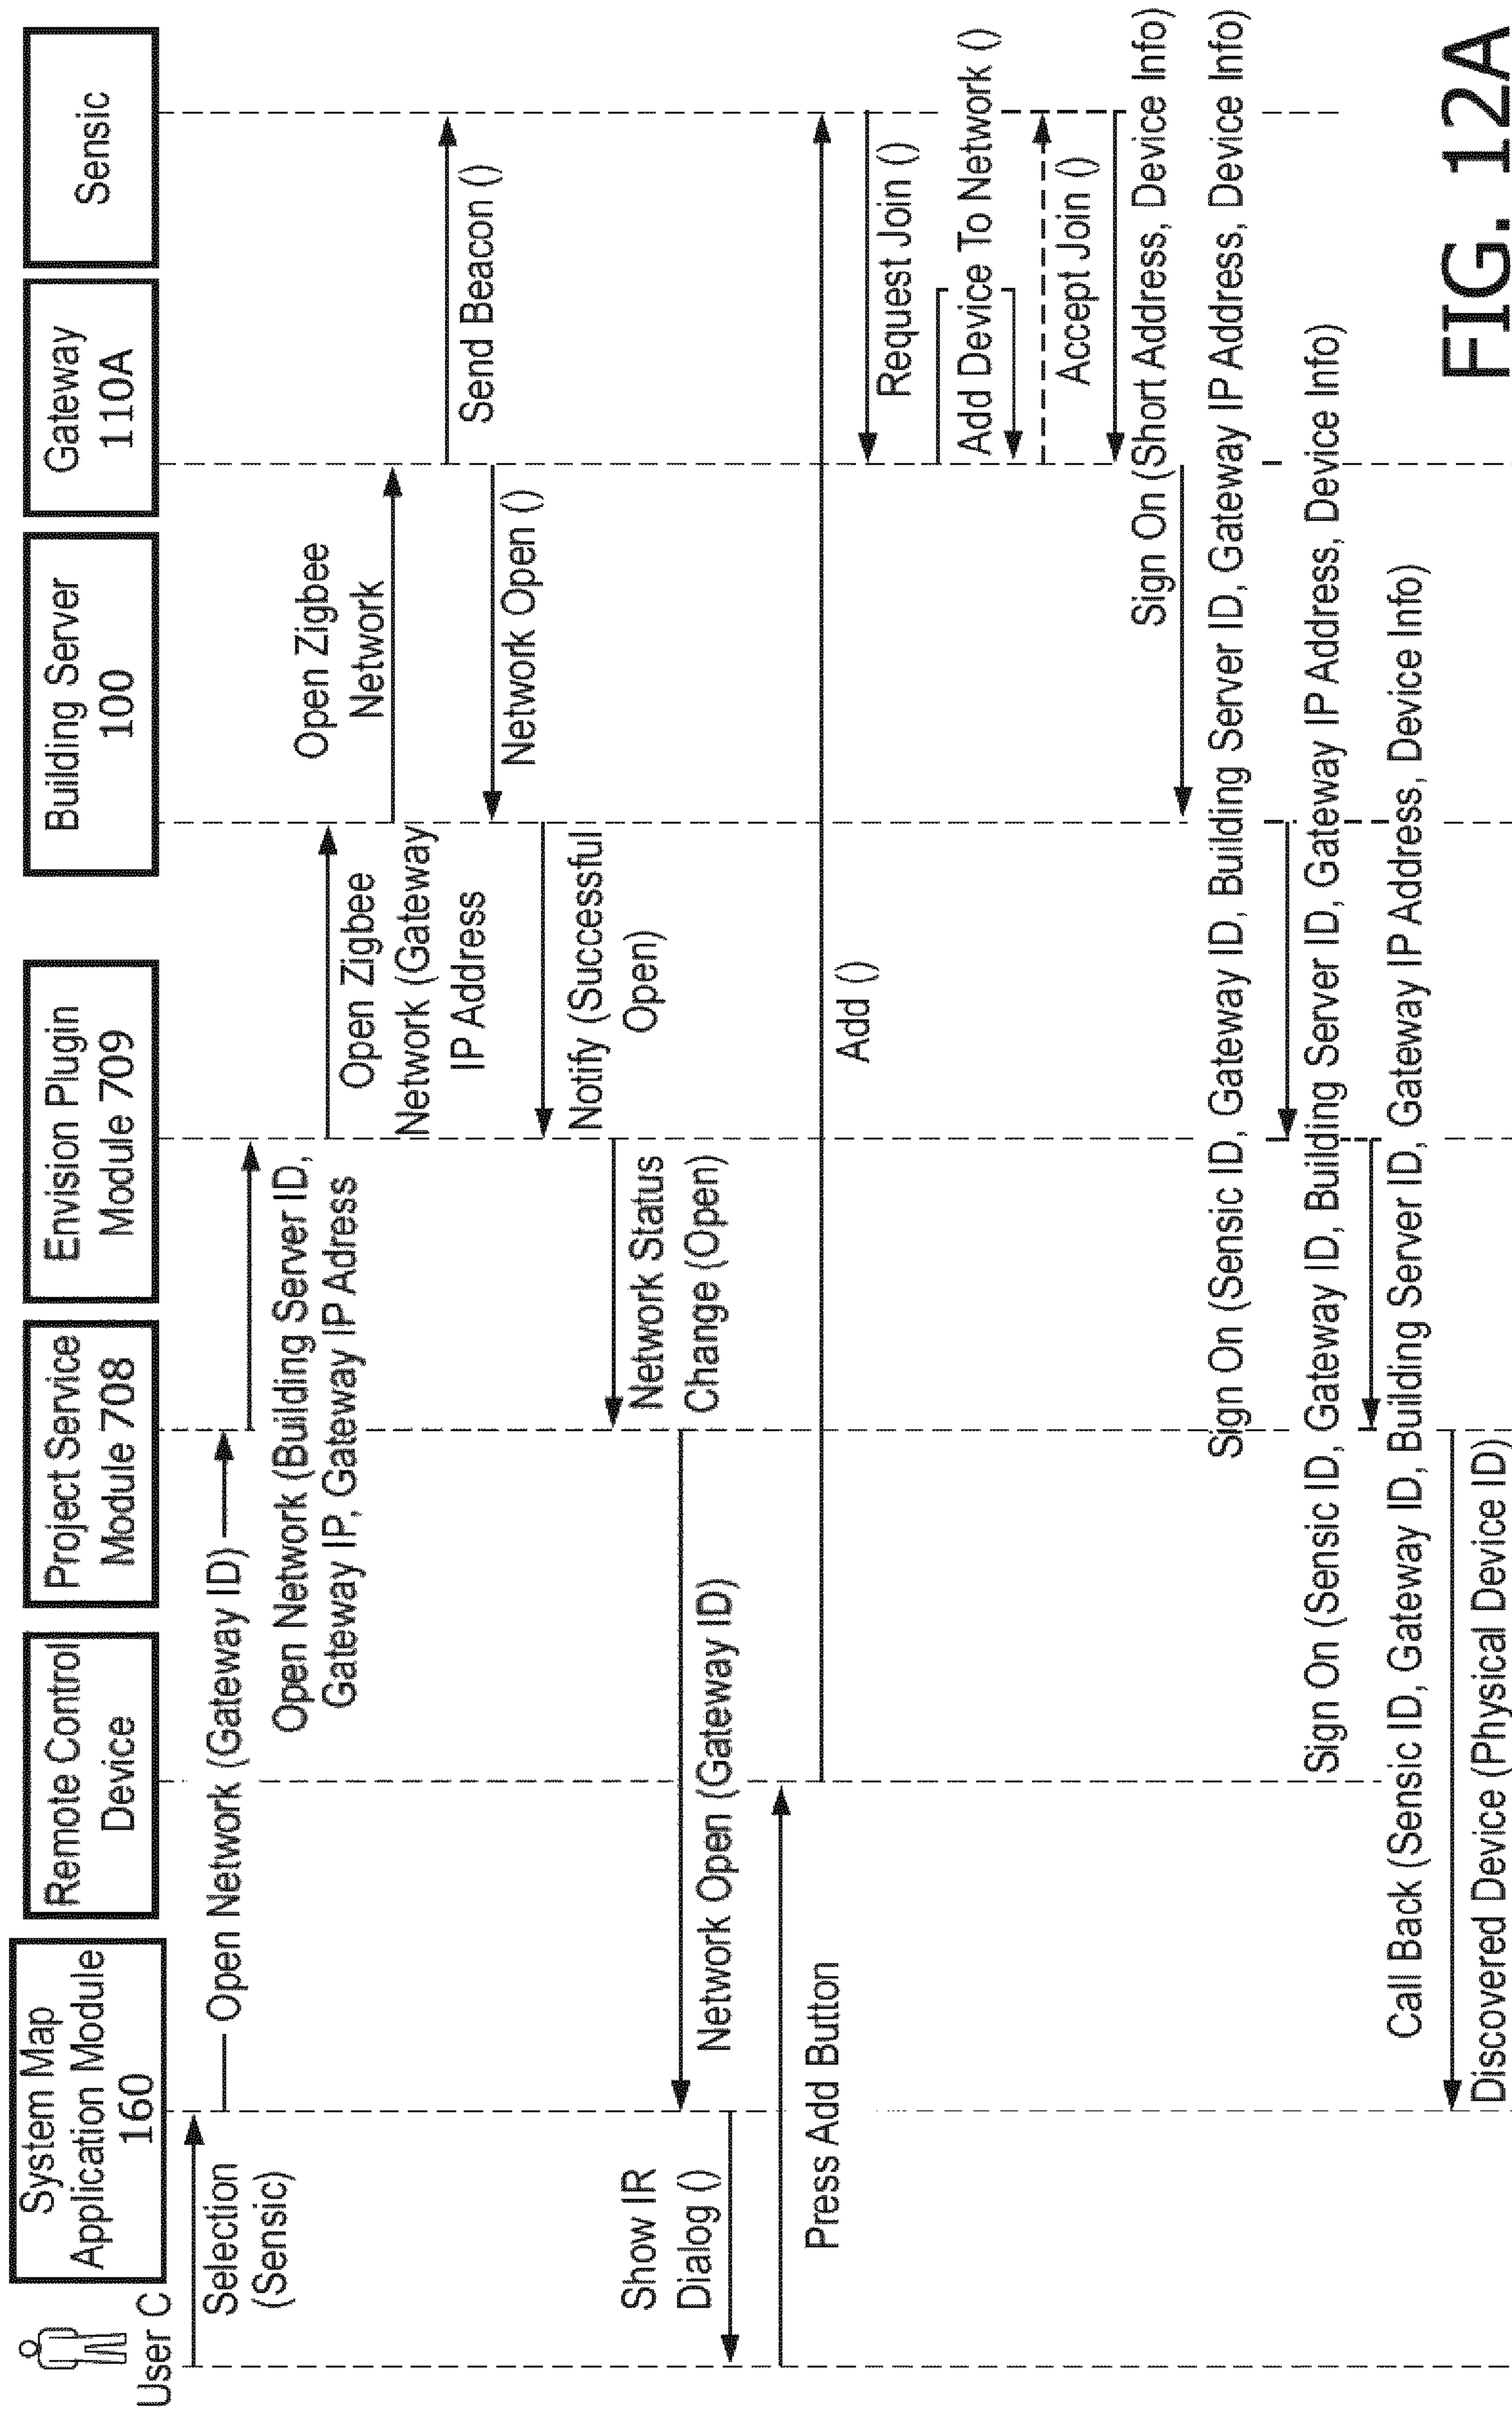 User C
System Map
Application Module
160
Remote Control
Device
Project Service
Module 708
Envision Plugin
Module 709
Building Server
100
Gateway
110A
Sensic
Selection
(Sensic)
Open Network (Gateway ID)
Open Network (Building Server ID,
Gateway IP, Gateway IP Adress
Open Zigbee
Network (Gateway
IP Address
Open Zigbee
Network
Send Beacon ()
Network Open ()
Notify (Successful
Open)
Network Status
Change (Open)
Network Open (Gateway ID)
Show IR
Dialog ()
Press Add Button
Add ()
Request Join ()
Add Device To Network ()
Accept Join ()
Sign On (Short Address, Device Info)
Sign On (Sensic ID, Gateway ID, Building Server ID, Gateway IP Address, Device Info)
Sign On (Sensic ID, Gateway ID, Building Server ID, Gateway IP Address, Device Info)
Call Back (Sensic ID, Gateway ID, Building Server ID, Gateway IP Address, Device Info)
Discovered Device (Physical Device ID)
FIG. 12A